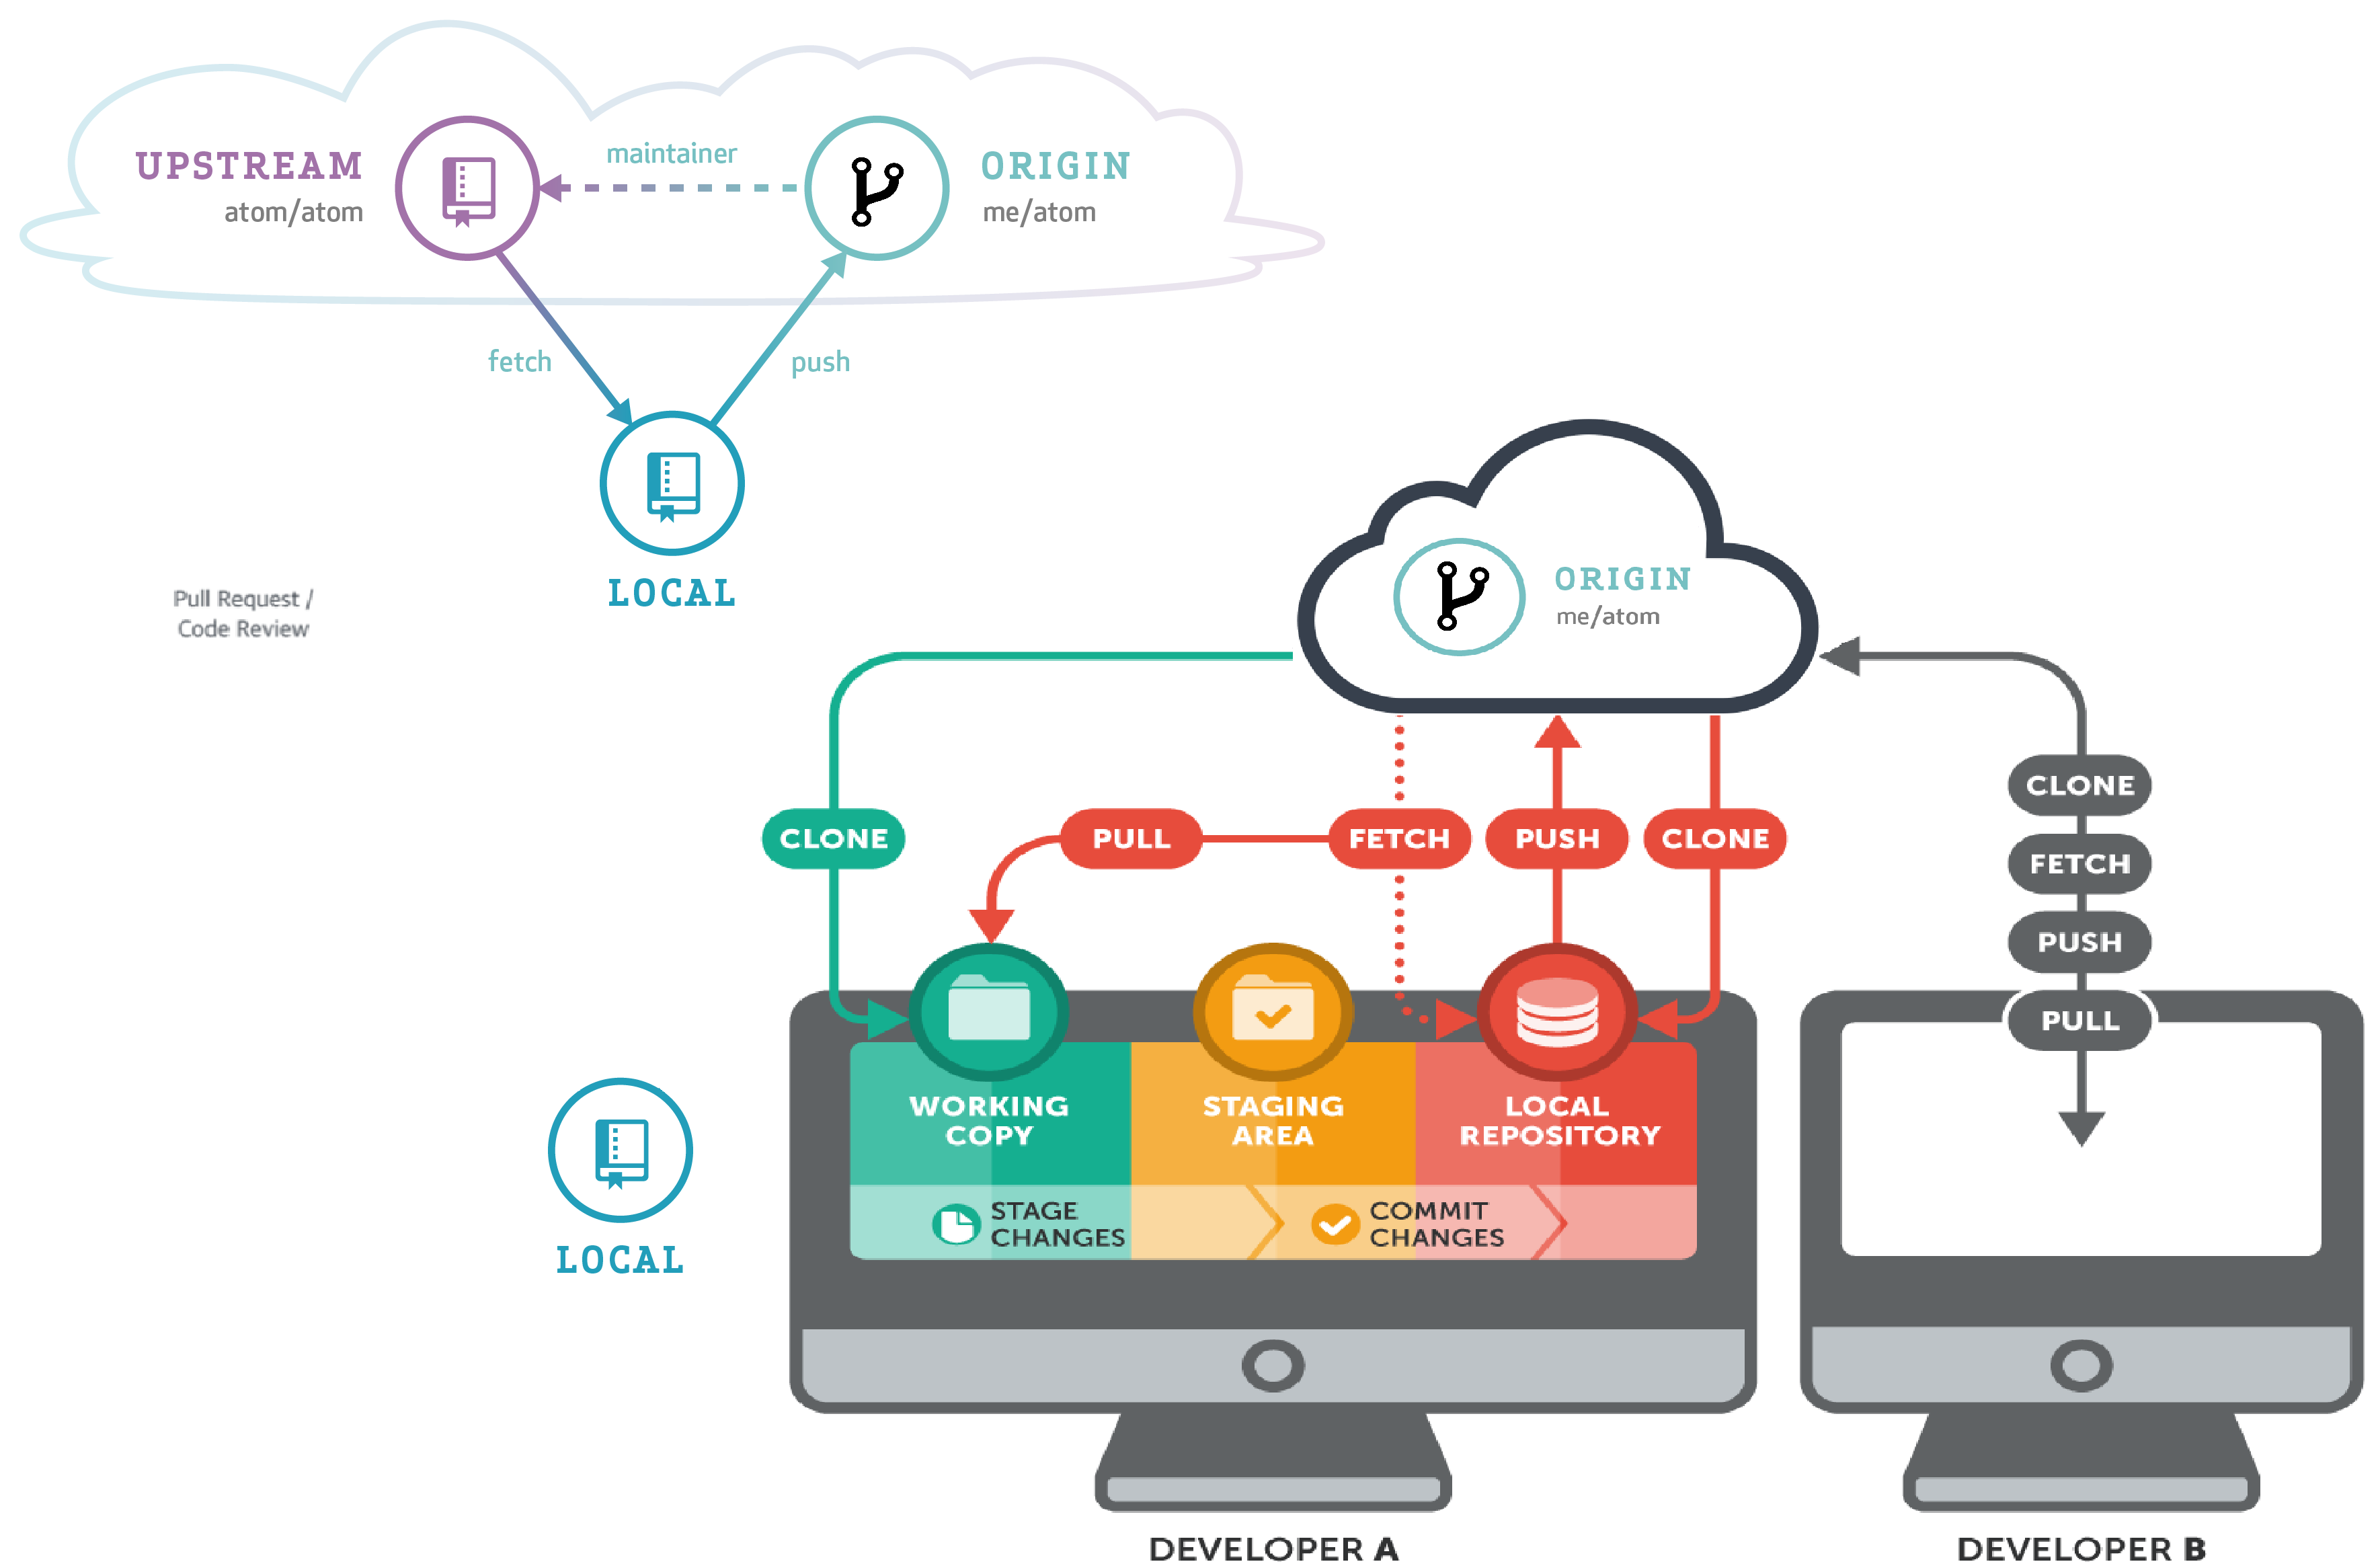 UPSTREAM
atom/atom
maintainer
ORIGIN
me/atom
fetch
push
LOCAL
Pull Request /
Code Review
ORIGIN
me/atom
CLONE
PULL
FETCH
PUSH
CLONE
CLONE
FETCH
PUSH
PULL
WORKING
COPY
STAGING
AREA
LOCAL
REPOSITORY
STAGE
CHANGES
COMMIT
CHANGES
LOCAL
DEVELOPER A
DEVELOPER B